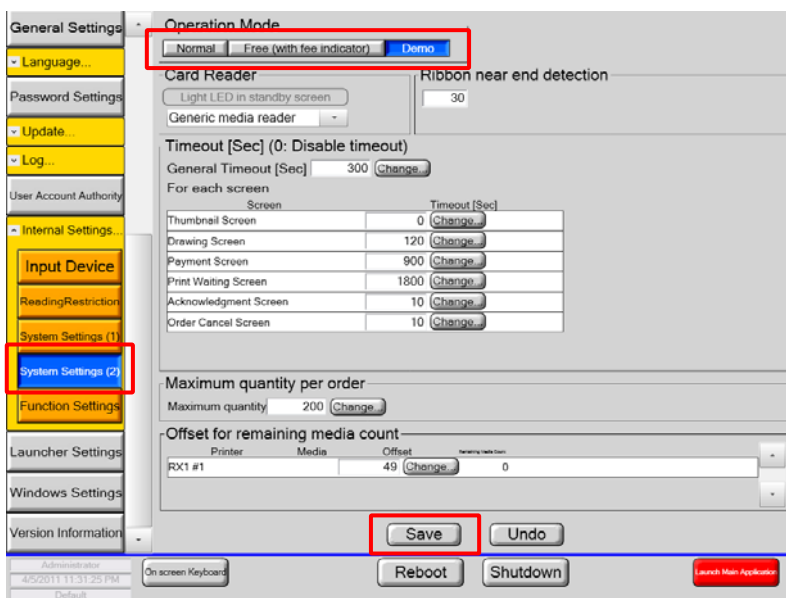 General Settings
Language...
Password Settings
Update...
Log...
User Account Authority
Internal Settings...
Input Device
ReadingRestriction
System Settings (1)
System Settings (2)
Function Settings
Launcher Settings
Windows Settings
Version Information
Operation Mode
Normal Free (with fee indicator) Demo
Card Reader
Light LED in standby screen
Generic media reader
Ribbon near end detection
30
Timeout [Sec] (0: Disable timeout)
General Timeout [Sec] 300 Change...
For each screen
Screen Timeout [Sec]
Thumbnail Screen 0 Change...
Drawing Screen 120 Change...
Payment Screen 900 Change...
Print Waiting Screen 1800 Change...
Acknowledgment Screen 10 Change...
Order Cancel Screen 10 Change...
Maximum quantity per order
Maximum quantity 200 Change...
Offset for remaining media count
Printer Media Offset Remaining Media Count
RX1 #1 49 Change... 0
Save Undo
Administrator
4/5/2011 11:31:25 PM
Default
On screen Keyboard
Reboot Shutdown
Launch Main Application